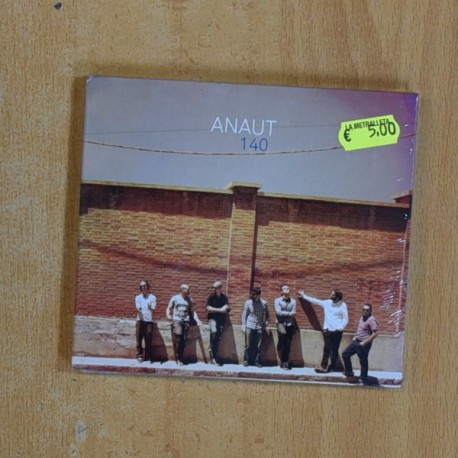 ANAUT
140
LA METRALLETA
€ 5,00